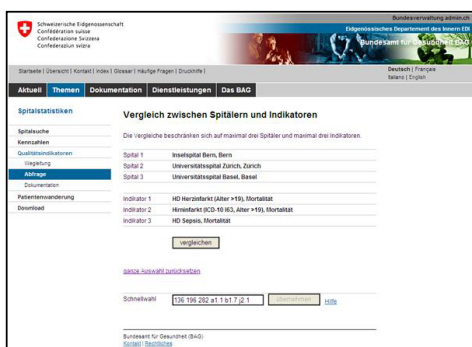 Schweizerische Eidgenossenschaft
Confédération suisse
Confederazione Svizzera
Confederaziun svizra
Bundesverwaltung admin.ch
Eidgenössisches Departement des Innern EDI
Bundesamt für Gesundheit BAG
Startseite | Übersicht | Kontakt | Index | Glossar | Häufige Fragen | Druckhilfe |
Deutsch | Français
Italiano | English
Aktuell Themen Dokumentation Dienstleistungen Das BAG
Spitalstatistiken
Spitalsuche
Kennzahlen
Qualitätsindikatoren
Wegleitung
Abfrage
Dokumentation
Patientenwanderung
Download
Vergleich zwischen Spitälern und Indikatoren
Die Vergleiche beschränken sich auf maximal drei Spitäler und maximal drei Indikatoren.
Spital 1 Inselspital Bern, Bern
Spital 2 Universitätsspital Zürich, Zürich
Spital 3 Universitätsspital Basel, Basel
Indikator 1 HD Herzinfarkt (Alter >19), Mortalität
Indikator 2 Hirninfarkt (ICD-10 I63, Alter >19), Mortalität
Indikator 3 HD Sepsis, Mortalität
vergleichen
ganze Auswahl zurücksetzen
Schnellwahl 136 196 282 a1.1 b1.7 j2.1 übernehmen Hilfe
Bundesamt für Gesundheit (BAG)
Kontakt | Rechtliches